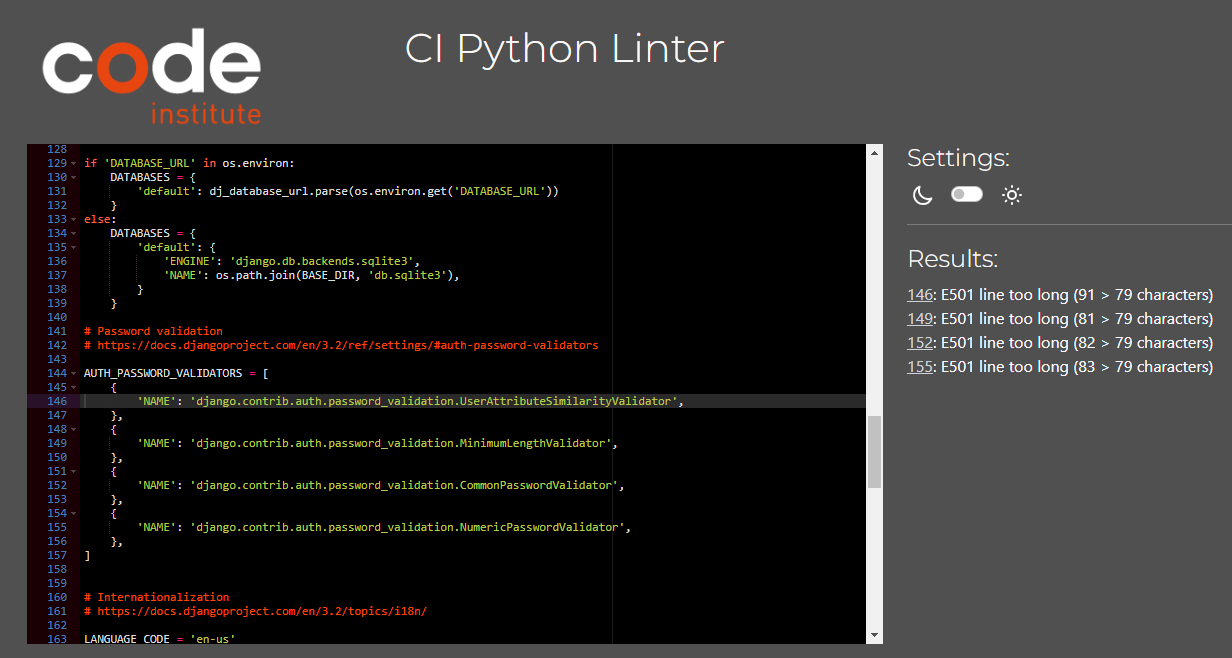 code
institute
CI Python Linter
128
129 if 'DATABASE_URL' in os.environ:
130     DATABASES = {
131         'default': dj_database_url.parse(os.environ.get('DATABASE_URL'))
132     }
133 else:
134     DATABASES = {
135         'default': {
136             'ENGINE': 'django.db.backends.sqlite3',
137             'NAME': os.path.join(BASE_DIR, 'db.sqlite3'),
138         }
139     }
140
141 # Password validation
142 # https://docs.djangoproject.com/en/3.2/ref/settings/#auth-password-validators
143
144 AUTH_PASSWORD_VALIDATORS = [
145     {
146         'NAME': 'django.contrib.auth.password_validation.UserAttributeSimilarityValidator',
147     },
148     {
149         'NAME': 'django.contrib.auth.password_validation.MinimumLengthValidator',
150     },
151     {
152         'NAME': 'django.contrib.auth.password_validation.CommonPasswordValidator',
153     },
154     {
155         'NAME': 'django.contrib.auth.password_validation.NumericPasswordValidator',
156     },
157 ]
158
159
160 # Internationalization
161 # https://docs.djangoproject.com/en/3.2/topics/i18n/
162
163 LANGUAGE_CODE = 'en-us'
Settings:
Results:
146: E501 line too long (91 > 79 characters)
149: E501 line too long (81 > 79 characters)
152: E501 line too long (82 > 79 characters)
155: E501 line too long (83 > 79 characters)